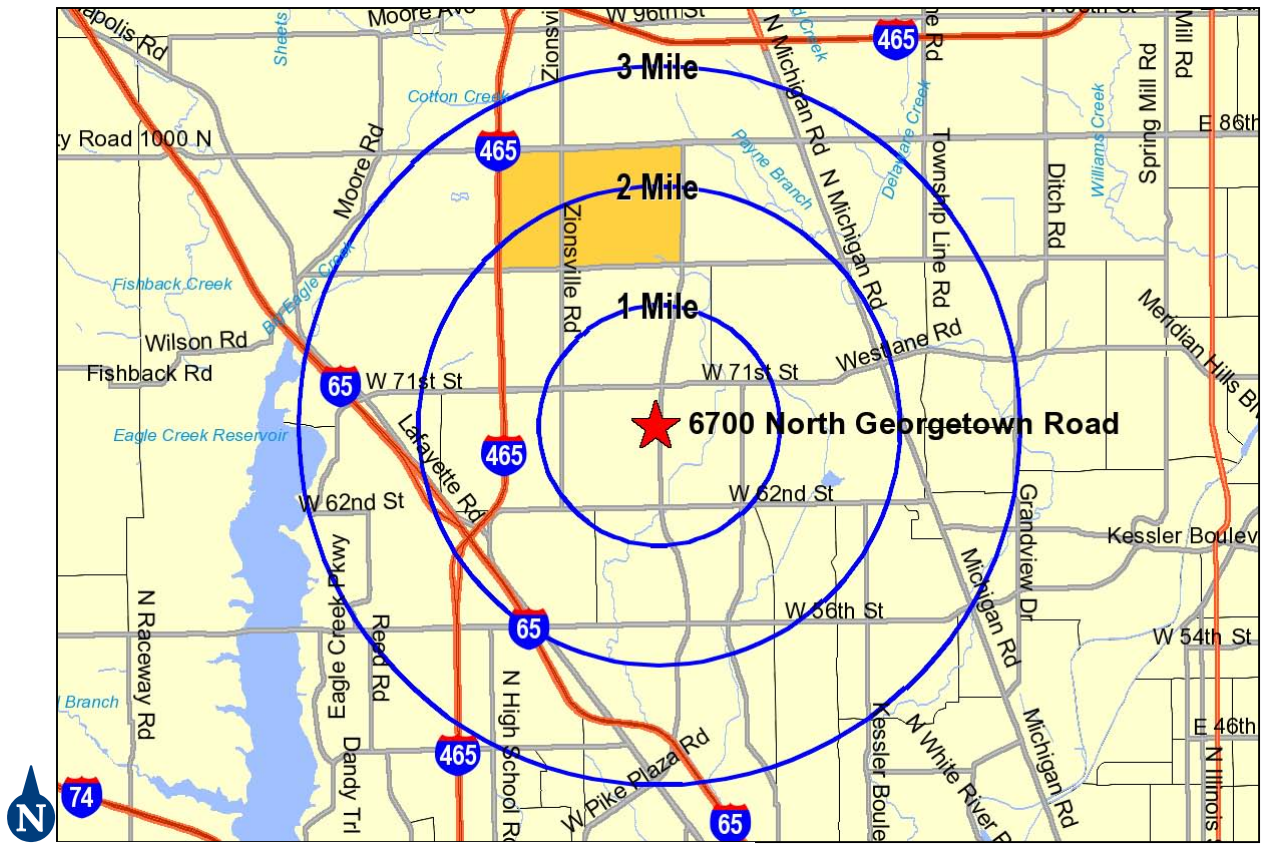 apolis Rd
Sheets
Moore Ave
Zionsvi
W 96th St
N Michigan Rd
d Creek
465
ne Rd
Mill Rd
3 Mile
Cotton Creek
Spring Mill Rd
ty Road 1000 N
465
Moore Rd
Payne Branch
Delaware Creek
Township Line Rd
Williams Creek
E 86th
2 Mile
N Michigan Rd
Ditch Rd
Zionsville Rd
Big Eagle Creek
Fishback Creek
1 Mile
Meridian Hills Blv
Wilson Rd
Westlane Rd
Fishback Rd
65
W 71st St
W 71st St
6700 North Georgetown Road
Eagle Creek Reservoir
Lafayette Rd
465
W 62nd St
W 62nd St
Grandview Dr
Kessler Boulev
Eagle Creek Pkwy
Michigan Rd
N Raceway Rd
Reed Rd
65
W 56th St
W 54th St
l Branch
N High School Rd
Kessler Boule
N White River P
Michigan Rd
E 46th
W Pike Plaza Rd
Dandy Trl
465
N Illinois S
74
65
N